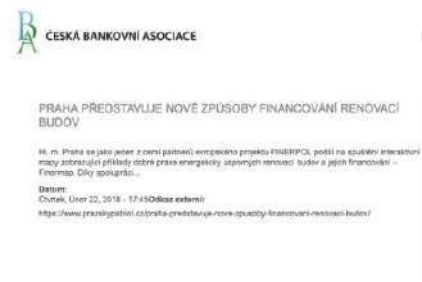 BA
ČESKÁ BANKOVNÍ ASOCIACE
PRAHA PŘEDSTAVUJE NOVÉ ZPŮSOBY FINANCOVÁNÍ RENOVACÍ
BUDOV
Hl. m. Praha se jako jeden z osmi partnerů evropského projektu FINERPOL podílí na spuštění interaktivní
mapy zobrazující příklady dobré praxe energeticky úsporných renovací budov a jejich financování –
Finermap. Díky spolupráci...
Datum:
Čtvrtek, Únor 22, 2018 - 17:45Odkaz externí:
https://www.prazskypatriot.cz/praha-predstavuje-nove-zpusoby-financovani-renovaci-budov/